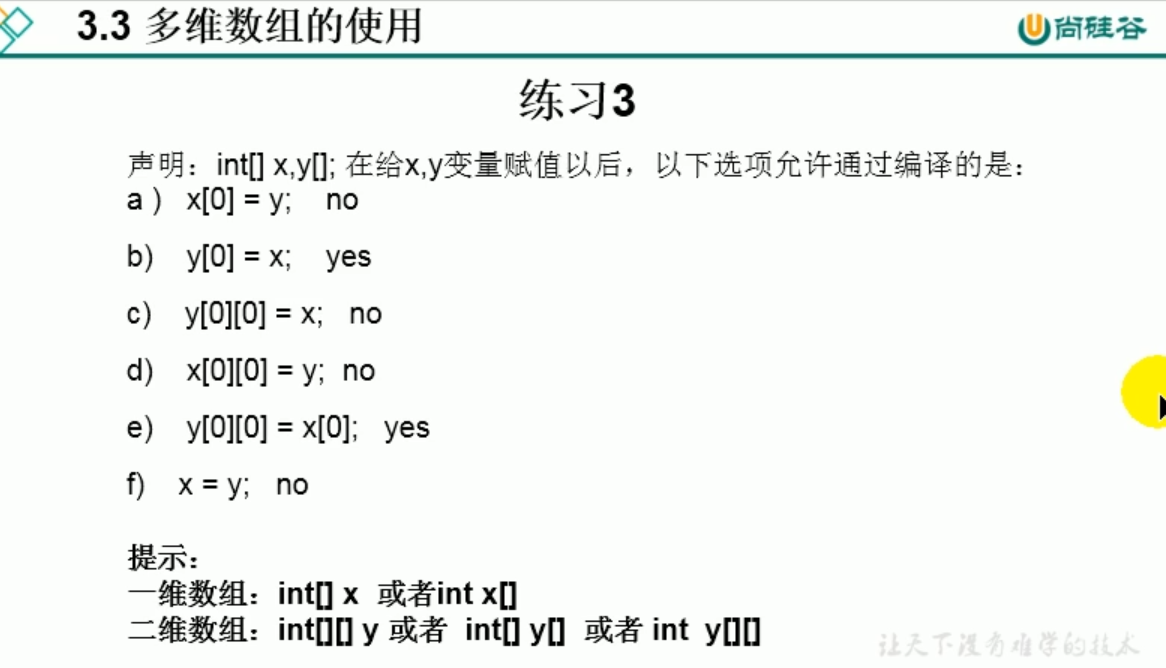 3.3 多维数组的使用
尚硅谷
练习3
声明：int[] x,y[]; 在给x,y变量赋值以后，以下选项允许通过编译的是：
a ) x[0] = y; no
b) y[0] = x; yes
c) y[0][0] = x; no
d) x[0][0] = y; no
e) y[0][0] = x[0]; yes
f) x = y; no
提示：
一维数组：int[] x 或者int x[]
二维数组：int[][] y 或者 int[] y[] 或者 int y[][]
让天下没有难学的技术